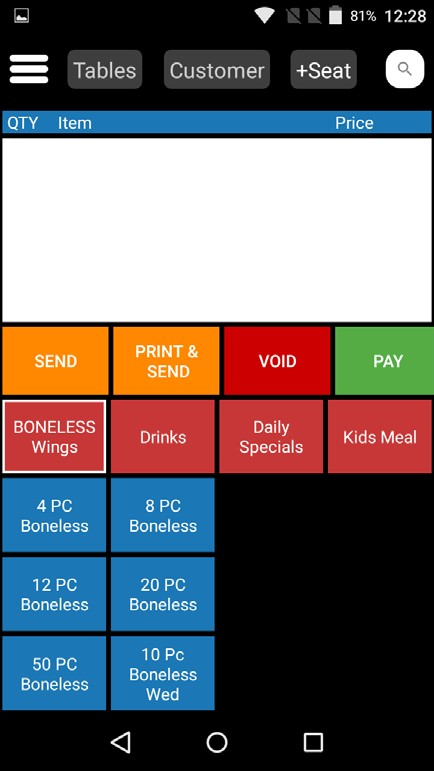 81% 12:28
Tables Customer +Seat
QTY Item Price
SEND PRINT & SEND VOID PAY
BONELESS Wings Drinks Daily Specials Kids Meal
4 PC Boneless 8 PC Boneless
12 PC Boneless 20 PC Boneless
50 PC Boneless 10 Pc Boneless Wed